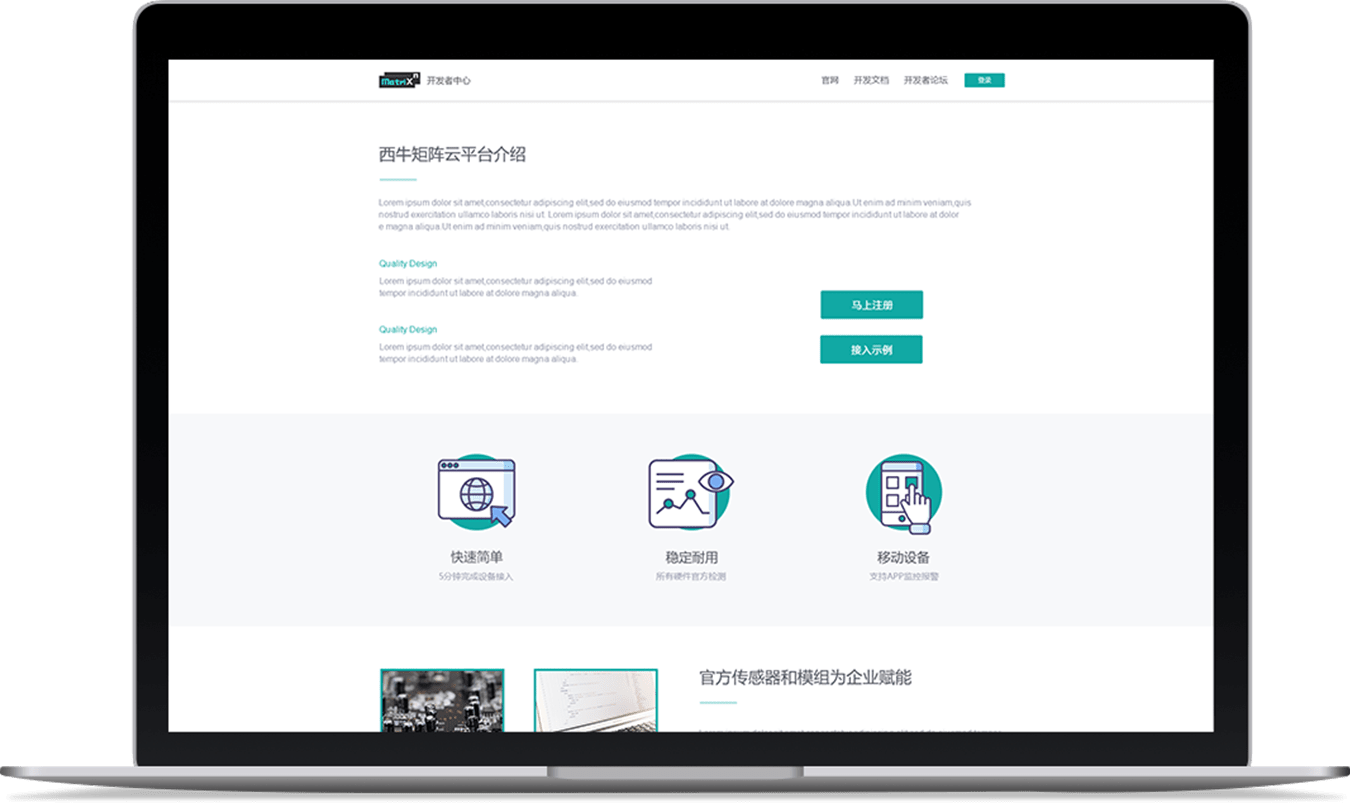 MatriX n 开发者中心
官网 开发文档 开发者论坛 登录
西牛矩阵云平台介绍
Lorem ipsum dolor sit amet,consectetur adipiscing elit,sed do eiusmod tempor incididunt ut labore at dolore magna aliqua.Ut enim ad minim veniam,quis
nostrud exercitation ullamco laboris nisi ut. Lorem ipsum dolor sit amet,consectetur adipiscing elit,sed do eiusmod tempor incididunt ut labore at dolor
e magna aliqua.Ut enim ad minim veniam,quis nostrud exercitation ullamco laboris nisi ut.
Quality Design
Lorem ipsum dolor sit amet,consectetur adipiscing elit,sed do eiusmod
tempor incididunt ut labore at dolore magna aliqua.
Quality Design
Lorem ipsum dolor sit amet,consectetur adipiscing elit,sed do eiusmod
tempor incididunt ut labore at dolore magna aliqua.
马上注册
接入示例
快速简单
5分钟完成设备接入
稳定耐用
所有硬件官方检测
移动设备
支持APP监控报警
官方传感器和模组为企业赋能